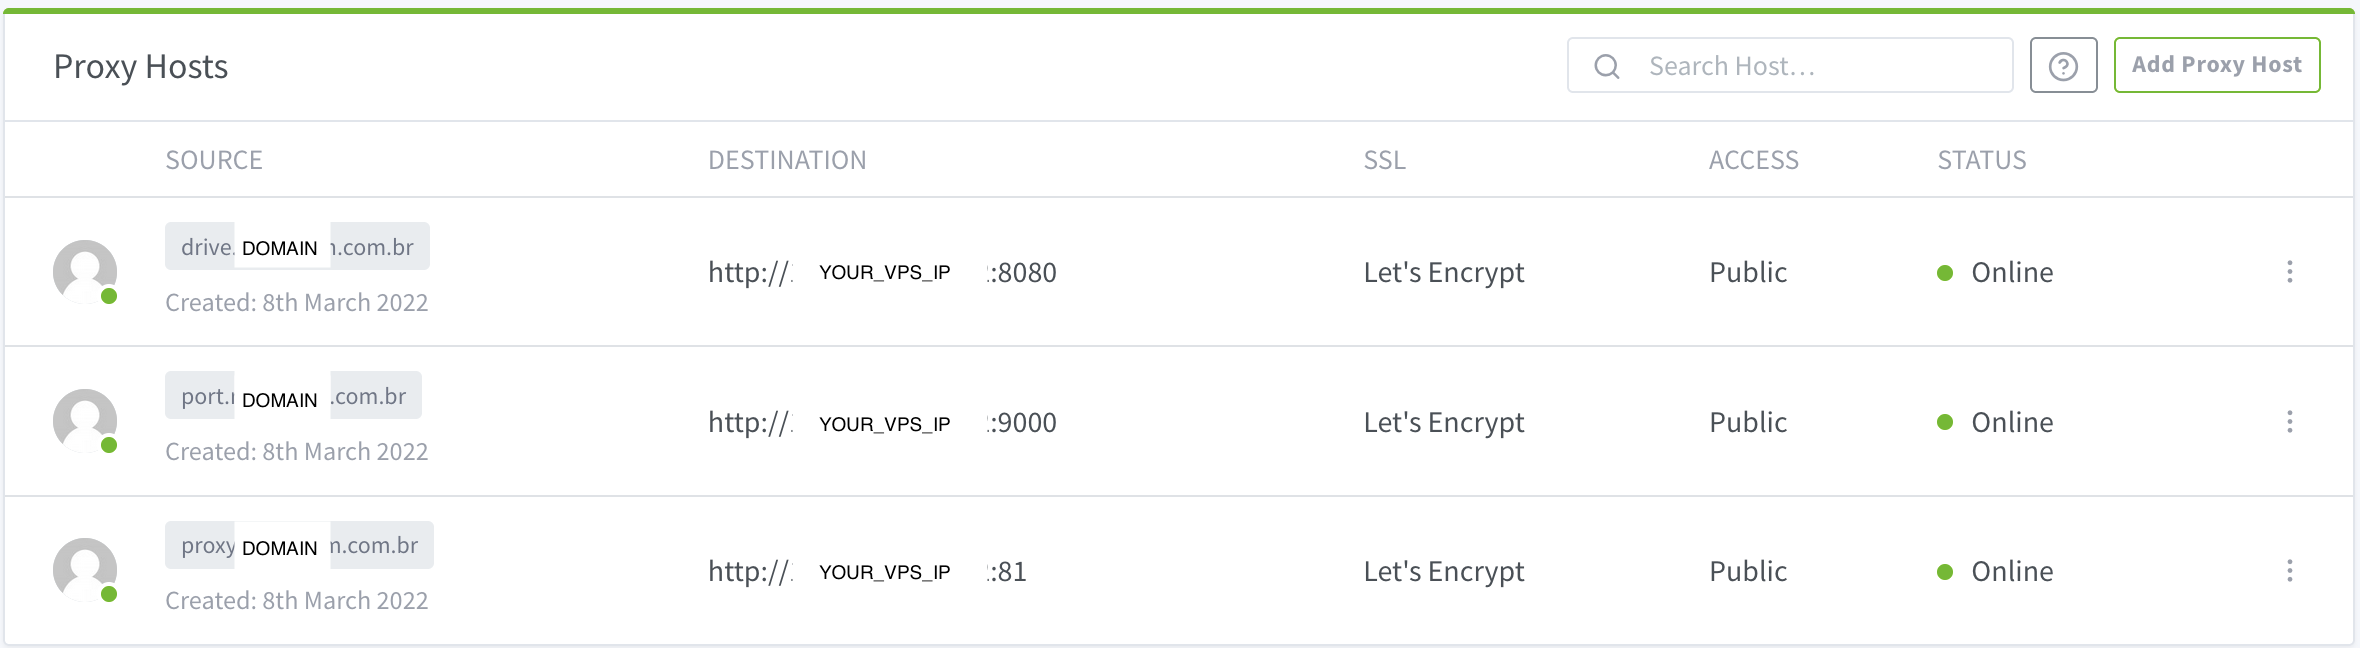 Proxy Hosts Search Host... Add Proxy Host
SOURCE DESTINATION SSL ACCESS STATUS
drive. DOMAIN .com.br
http:// YOUR_VPS_IP :8080 Let's Encrypt Public Online
Created: 8th March 2022
port. DOMAIN .com.br
http:// YOUR_VPS_IP :9000 Let's Encrypt Public Online
Created: 8th March 2022
proxy DOMAIN m.com.br
http:// YOUR_VPS_IP :81 Let's Encrypt Public Online
Created: 8th March 2022